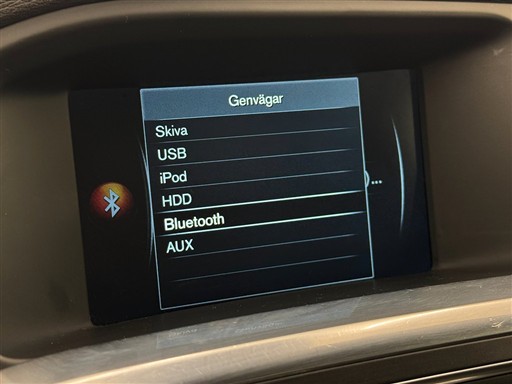 Genvägar
Skiva
USB
iPod
HDD
Bluetooth
AUX